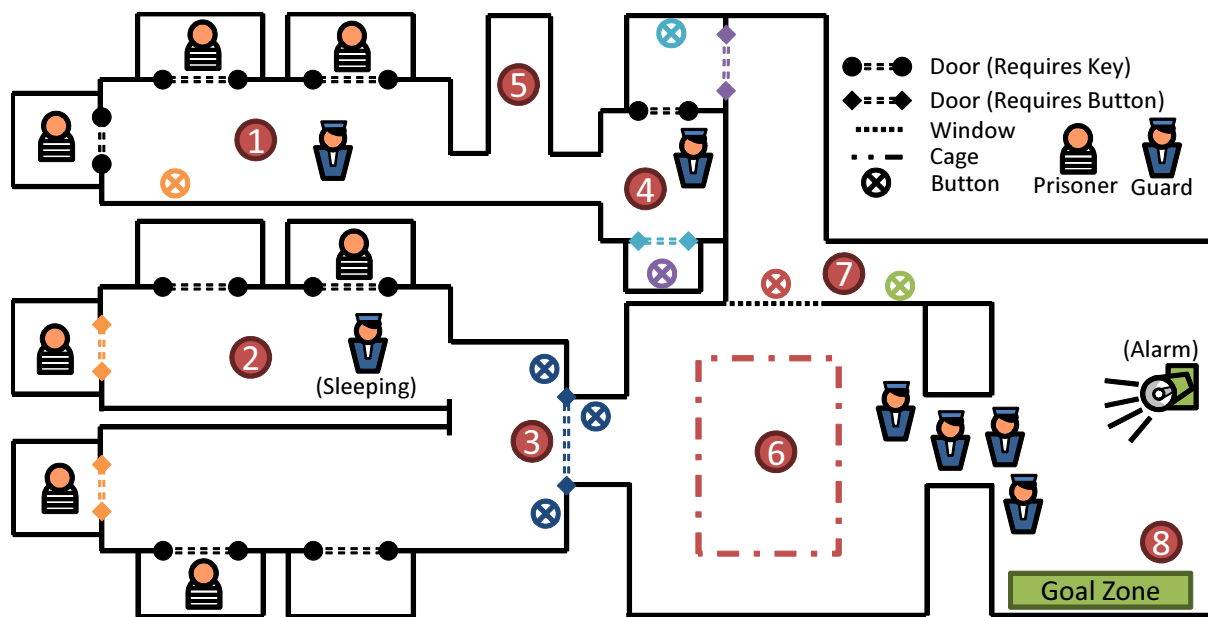 5
Door (Requires Key)
Door (Requires Button)
1
Window
Cage
4
Button
Prisoner
Guard
7
2
(Sleeping)
(Alarm)
3
6
8
Goal Zone